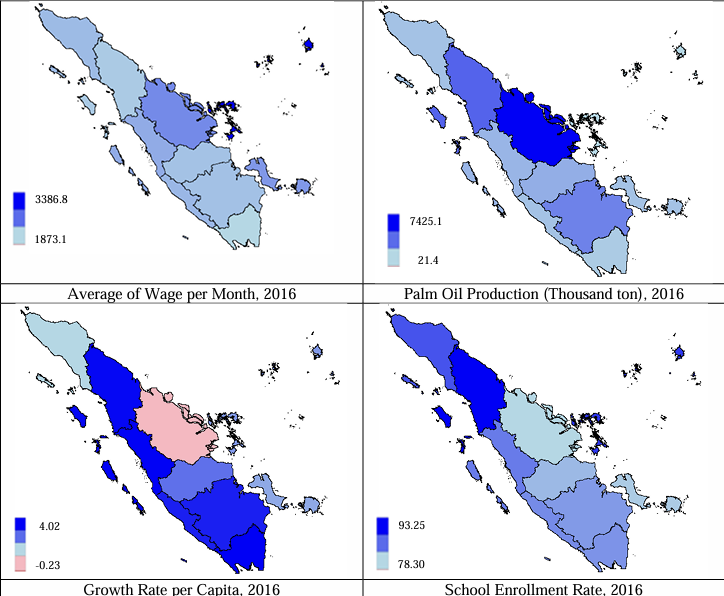 3386.8
1873.1
7425.1
21.4
Average of Wage per Month, 2016
Palm Oil Production (Thousand ton), 2016
4.02
-0.23
93.25
78.30
Growth Rate per Capita, 2016
School Enrollment Rate, 2016